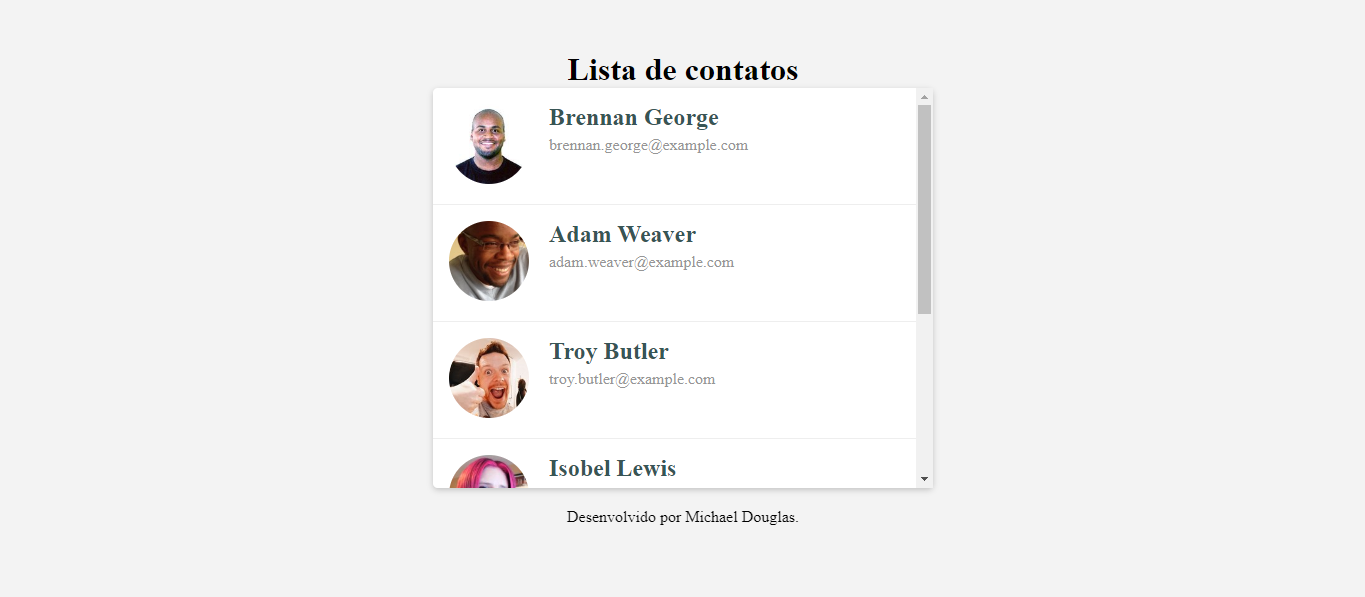 Lista de contatos
Brennan George
brennan.george@example.com
Adam Weaver
adam.weaver@example.com
Troy Butler
troy.butler@example.com
Isobel Lewis
Desenvolvido por Michael Douglas.